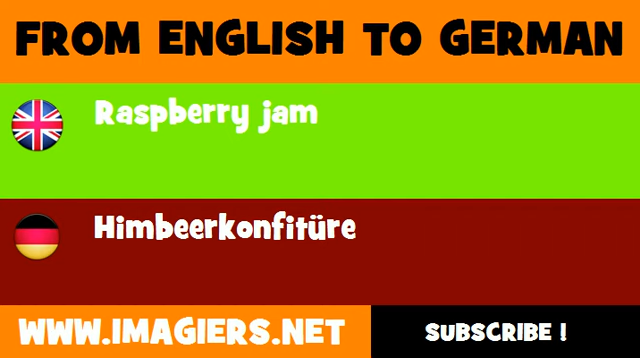 FROM ENGLISH TO GERMAN
Raspberry jam
Himbeerkonfitüre
WWW.IMAGIERS.NET
SUBSCRIBE !